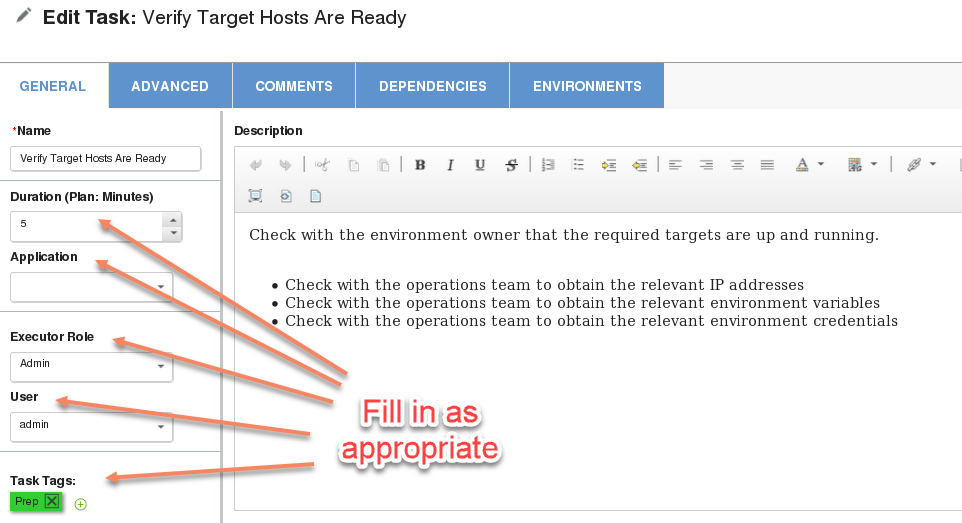 Edit Task: Verify Target Hosts Are Ready
GENERAL ADVANCED COMMENTS DEPENDENCIES ENVIRONMENTS
*Name
Verify Target Hosts Are Ready
Duration (Plan: Minutes)
5
Application
Executor Role
Admin
User
admin
Task Tags:
Prep
Description
B I U S A
Check with the environment owner that the required targets are up and running.
• Check with the operations team to obtain the relevant IP addresses
• Check with the operations team to obtain the relevant environment variables
• Check with the operations team to obtain the relevant environment credentials
Fill in as
appropriate